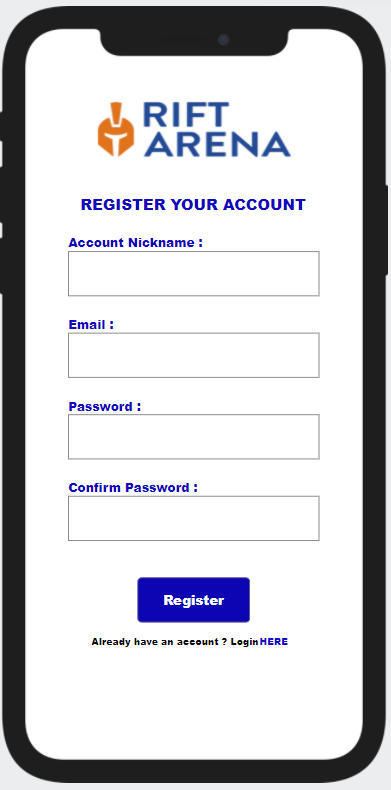 RIFT
ARENA
REGISTER YOUR ACCOUNT
Account Nickname :
Email :
Password :
Confirm Password :
Register
Already have an account ? Login HERE